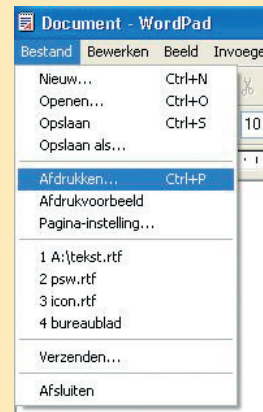 Document - WordPad
Bestand Bewerken Beeld Invoege
Nieuw... Ctrl+N
Openen... Ctrl+O
Opslaan Ctrl+S
10
Opslaan als...
Afdrukken... Ctrl+P
Afdrukvoorbeeld
Pagina-instelling...
1 A:\tekst.rtf
2 psw.rtf
3 icon.rtf
4 bureaublad
Verzenden...
Afsluiten